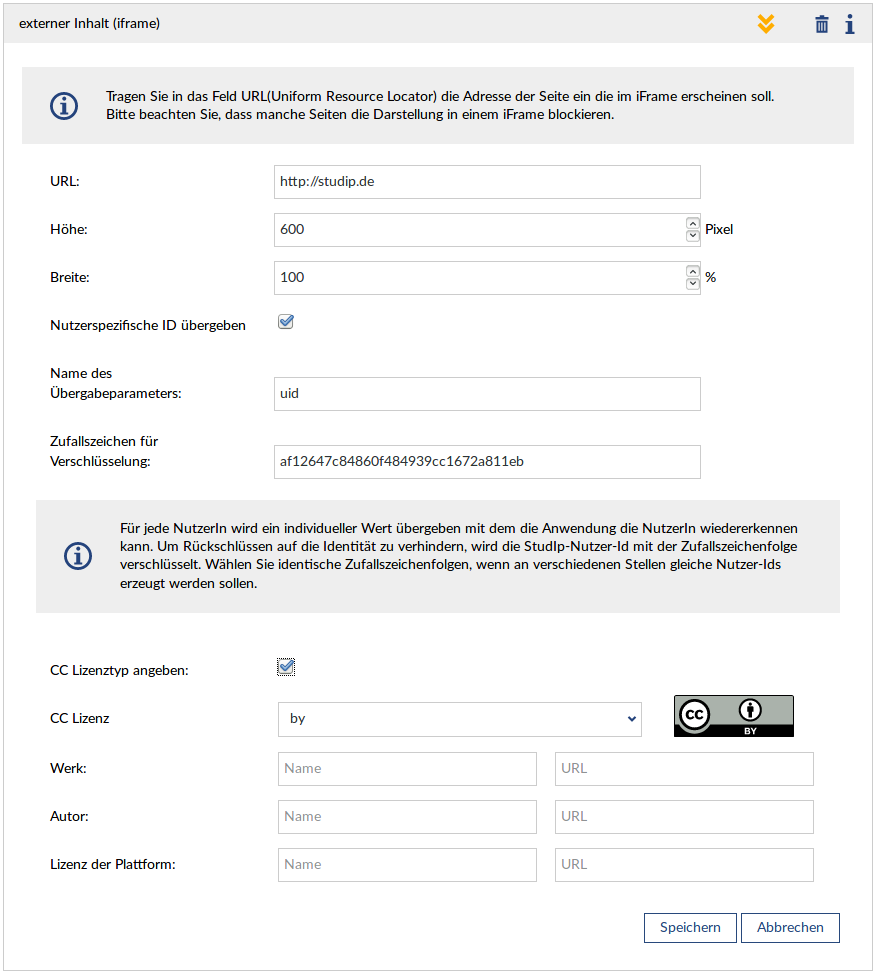 externer Inhalt (iframe)
Tragen Sie in das Feld URL(Uniform Resource Locator) die Adresse der Seite ein die im iFrame erscheinen soll.
Bitte beachten Sie, dass manche Seiten die Darstellung in einem iFrame blockieren.
URL: http://studip.de
Höhe: 600 Pixel
Breite: 100 %
Nutzerspezifische ID übergeben
Name des
Übergabeparameters: uid
Zufallszeichen für
Verschlüsselung: af12647c84860f484939cc1672a811eb
Für jede NutzerIn wird ein individueller Wert übergeben mit dem die Anwendung die NutzerIn wiedererkennen
kann. Um Rückschlüssen auf die Identität zu verhindern, wird die StudIp-Nutzer-Id mit der Zufallszeichenfolge
verschlüsselt. Wählen Sie identische Zufallszeichenfolgen, wenn an verschiedenen Stellen gleiche Nutzer-Ids
erzeugt werden sollen.
CC Lizenztyp angeben:
CC Lizenz by cc BY
Werk: Name URL
Autor: Name URL
Lizenz der Plattform: Name URL
Speichern Abbrechen